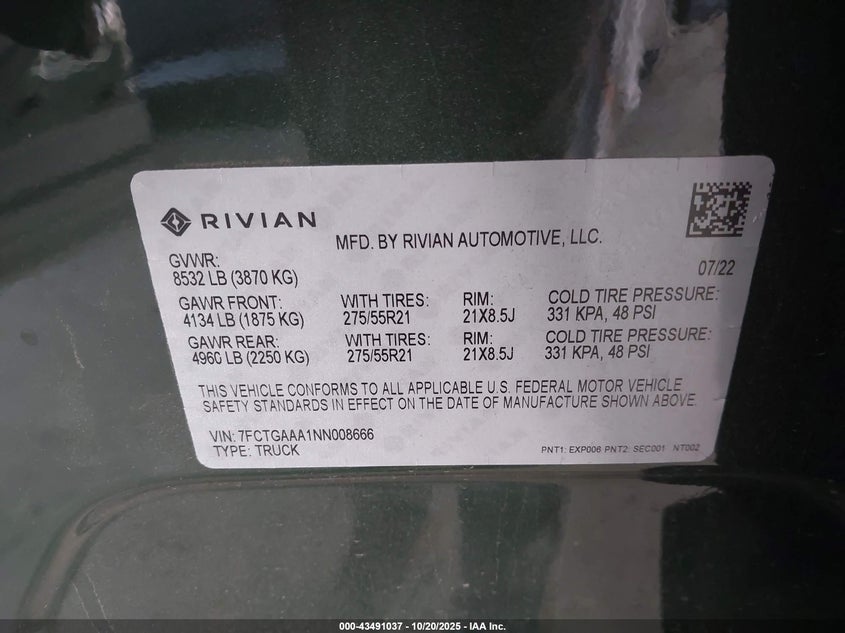 RIVIAN
MFD. BY RIVIAN AUTOMOTIVE, LLC.
07/22
GVWR:
8532 LB (3870 KG)
GAWR FRONT: WITH TIRES: RIM: COLD TIRE PRESSURE:
4134 LB (1875 KG) 275/55R21 21X8.5J 331 KPA, 48 PSI
GAWR REAR: WITH TIRES: RIM: COLD TIRE PRESSURE:
4960 LB (2250 KG) 275/55R21 21X8.5J 331 KPA, 48 PSI
THIS VEHICLE CONFORMS TO ALL APPLICABLE U.S. FEDERAL MOTOR VEHICLE
SAFETY STANDARDS IN EFFECT ON THE DATE OF MANUFACTURE SHOWN ABOVE.
VIN: 7FCTGAAA1NN008666
TYPE: TRUCK
PNT1: EXP006 PNT2: SEC001 NT002
000-43491037 - 10/20/2025 - IAA Inc.